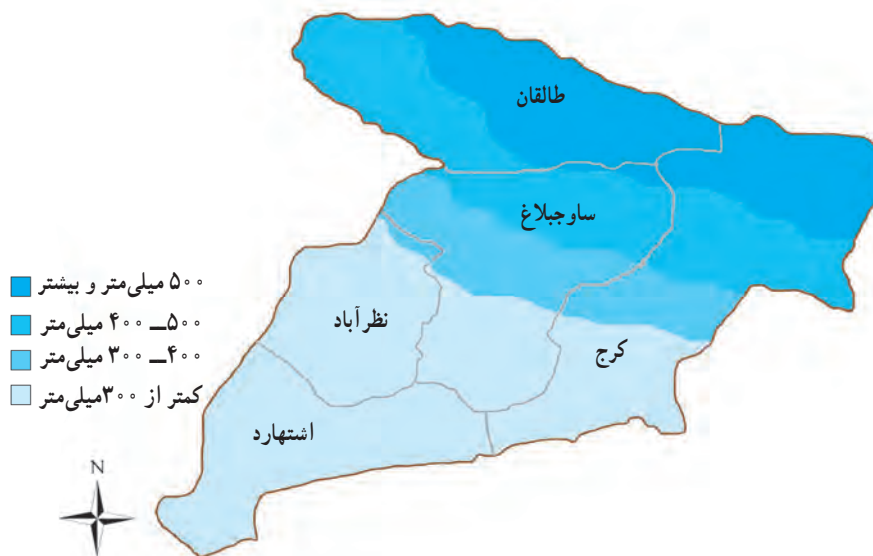 طالقان
ساوجبلاغ
نظرآباد
کرج
اشتهارد
۵۰۰ میلی‌متر و بیشتر
۵۰۰ــ ۴۰۰ میلی‌متر
۴۰۰ــ ۳۰۰ میلی‌متر
کمتر از ۳۰۰میلی‌متر
N